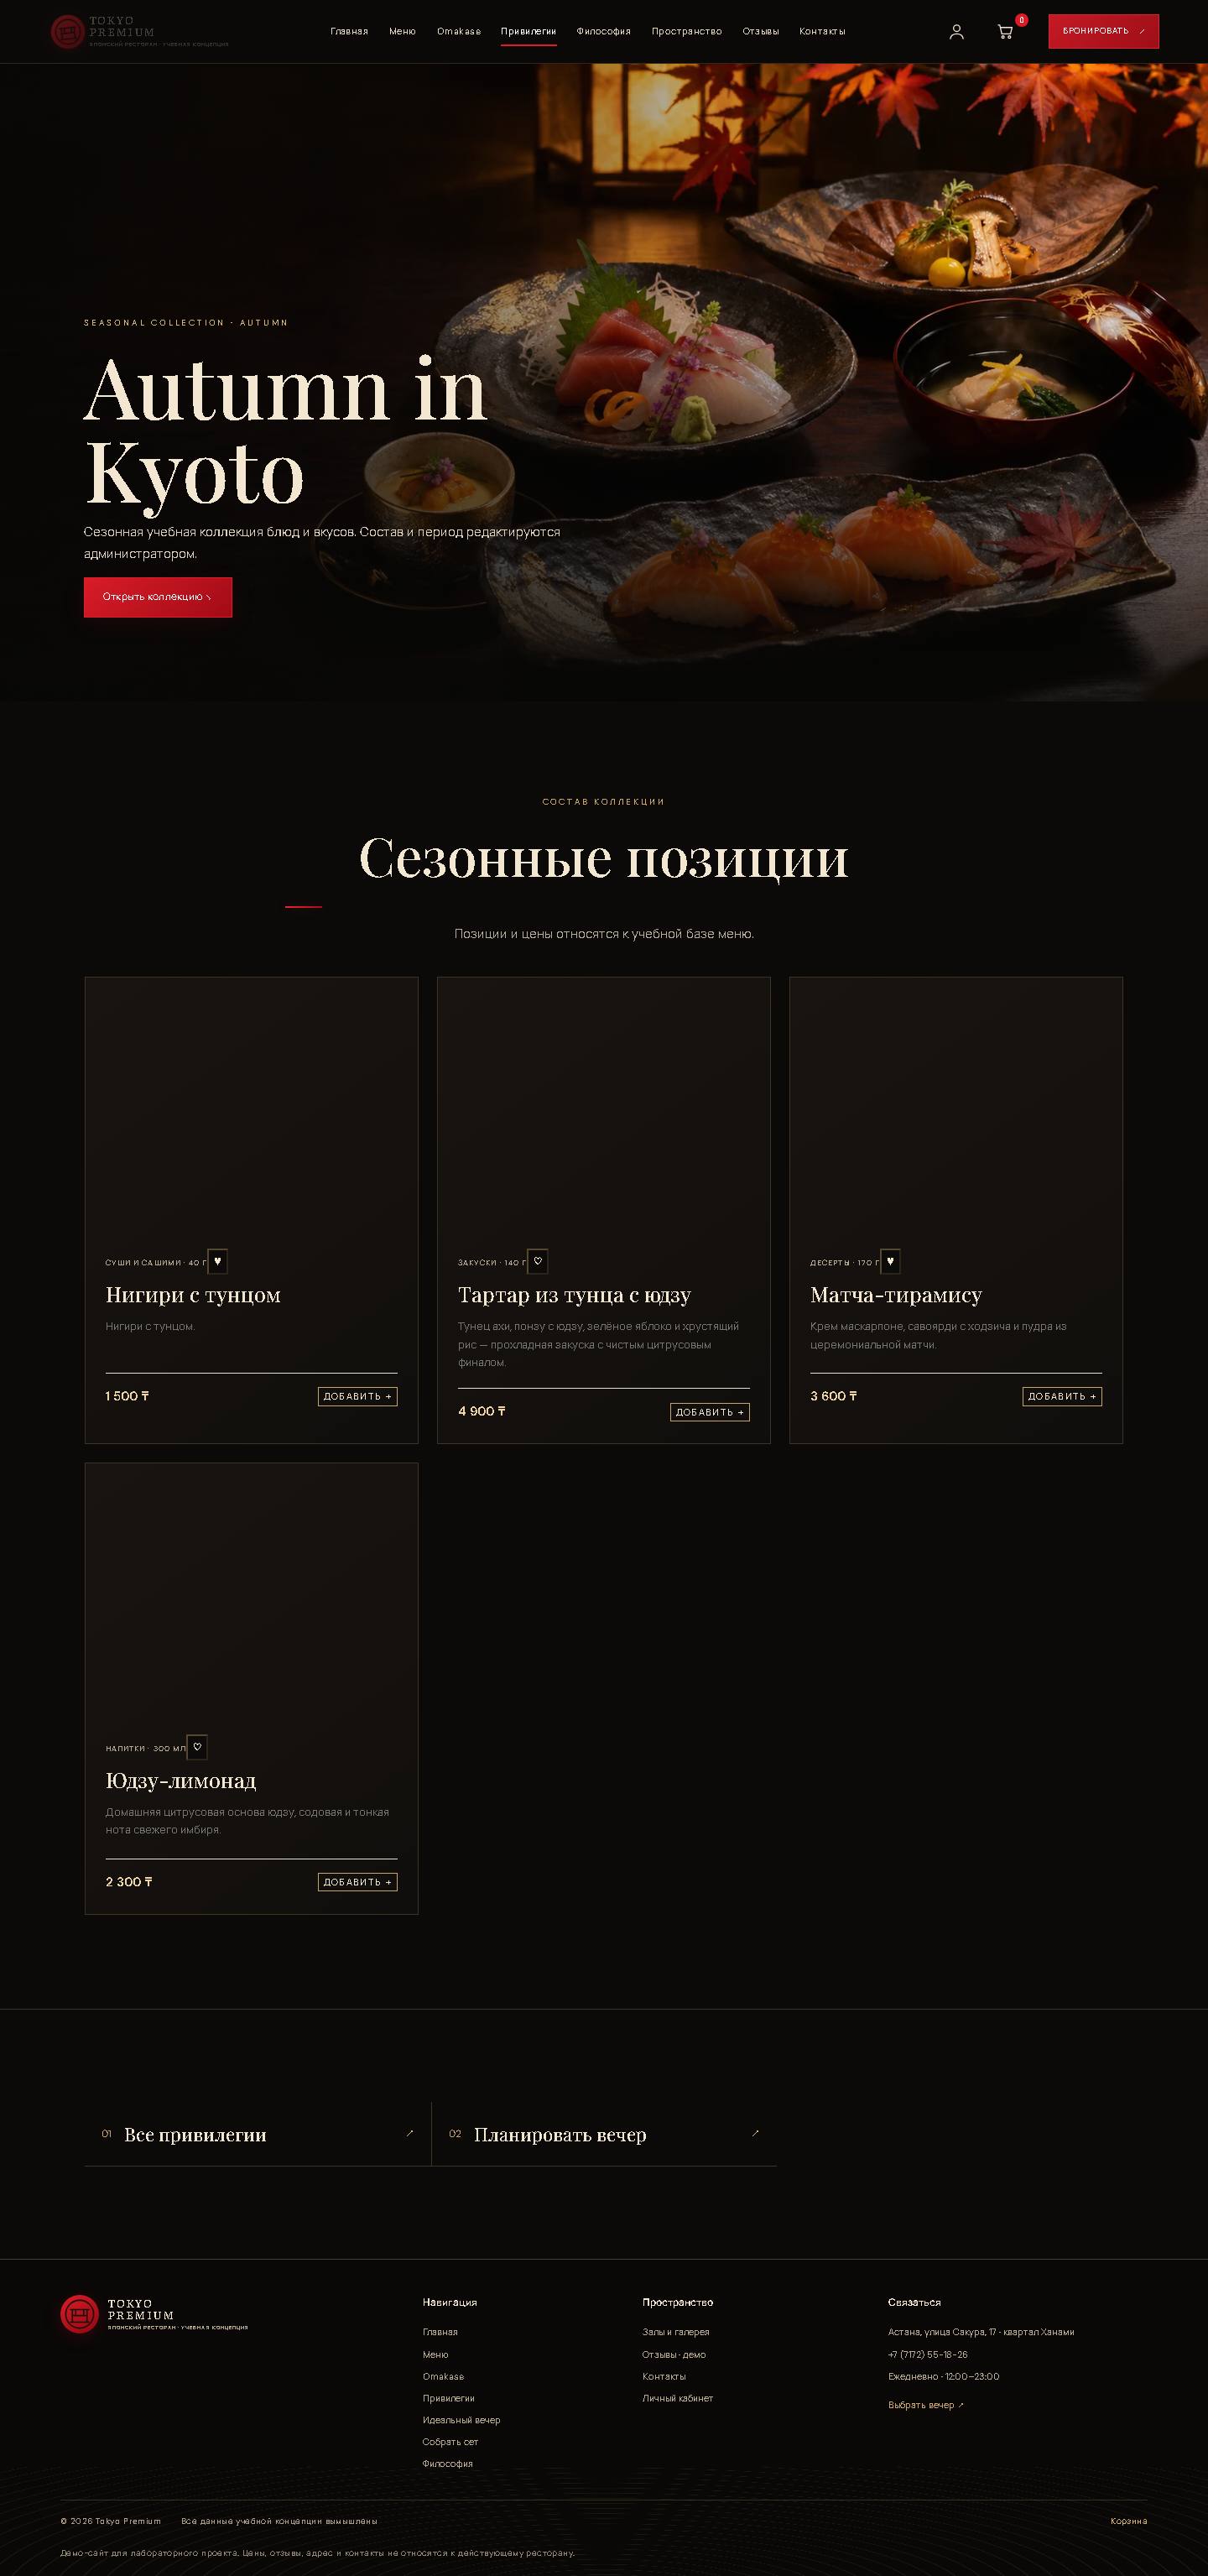 TOKYO
PREMIUM
ЯПОНСКИЙ РЕСТОРАН · УЧЕБНАЯ КОНЦЕПЦИЯ
Главная
Меню
Omakase
Привилегии
Философия
Пространство
Отзывы
Контакты
0
БРОНИРОВАТЬ
SEASONAL COLLECTION · AUTUMN
Autumn in
Kyoto
Сезонная учебная коллекция блюд и вкусов. Состав и период редактируются
администратором.
Открыть коллекцию
СОСТАВ КОЛЛЕКЦИИ
Сезонные позиции
Позиции и цены относятся к учебной базе меню.
СУШИ И САШИМИ · 40 Г ♥
Нигири с тунцом
Нигири с тунцом.
1 500 ₸
ДОБАВИТЬ +
ЗАКУСКИ · 140 Г ♡
Тартар из тунца с юдзу
Тунец ахи, понзу с юдзу, зелёное яблоко и хрустящий
рис — прохладная закуска с чистым цитрусовым
финалом.
4 900 ₸
ДОБАВИТЬ +
ДЕСЕРТЫ · 170 Г ♥
Матча-тирамису
Крем маскарпоне, савоярди с ходзича и пудра из
церемониальной матчи.
3 600 ₸
ДОБАВИТЬ +
НАПИТКИ · 300 МЛ ♡
Юдзу-лимонад
Домашняя цитрусовая основа юдзу, содовая и тонкая
нота свежего имбиря.
2 300 ₸
ДОБАВИТЬ +
01 Все привилегии ↗
02 Планировать вечер ↗
TOKYO
PREMIUM
ЯПОНСКИЙ РЕСТОРАН · УЧЕБНАЯ КОНЦЕПЦИЯ
Навигация
Главная
Меню
Omakase
Привилегии
Идеальный вечер
Собрать сет
Философия
Пространство
Залы и галерея
Отзывы · демо
Контакты
Личный кабинет
Связаться
Астана, улица Сакура, 17 · квартал Ханами
+7 (7172) 55-18-26
Ежедневно · 12:00–23:00
Выбрать вечер ↗
© 2026 Tokyo Premium
Все данные учебной концепции вымышлены
Корзина
Демо-сайт для лабораторного проекта. Цены, отзывы, адрес и контакты не относятся к действующему ресторану.